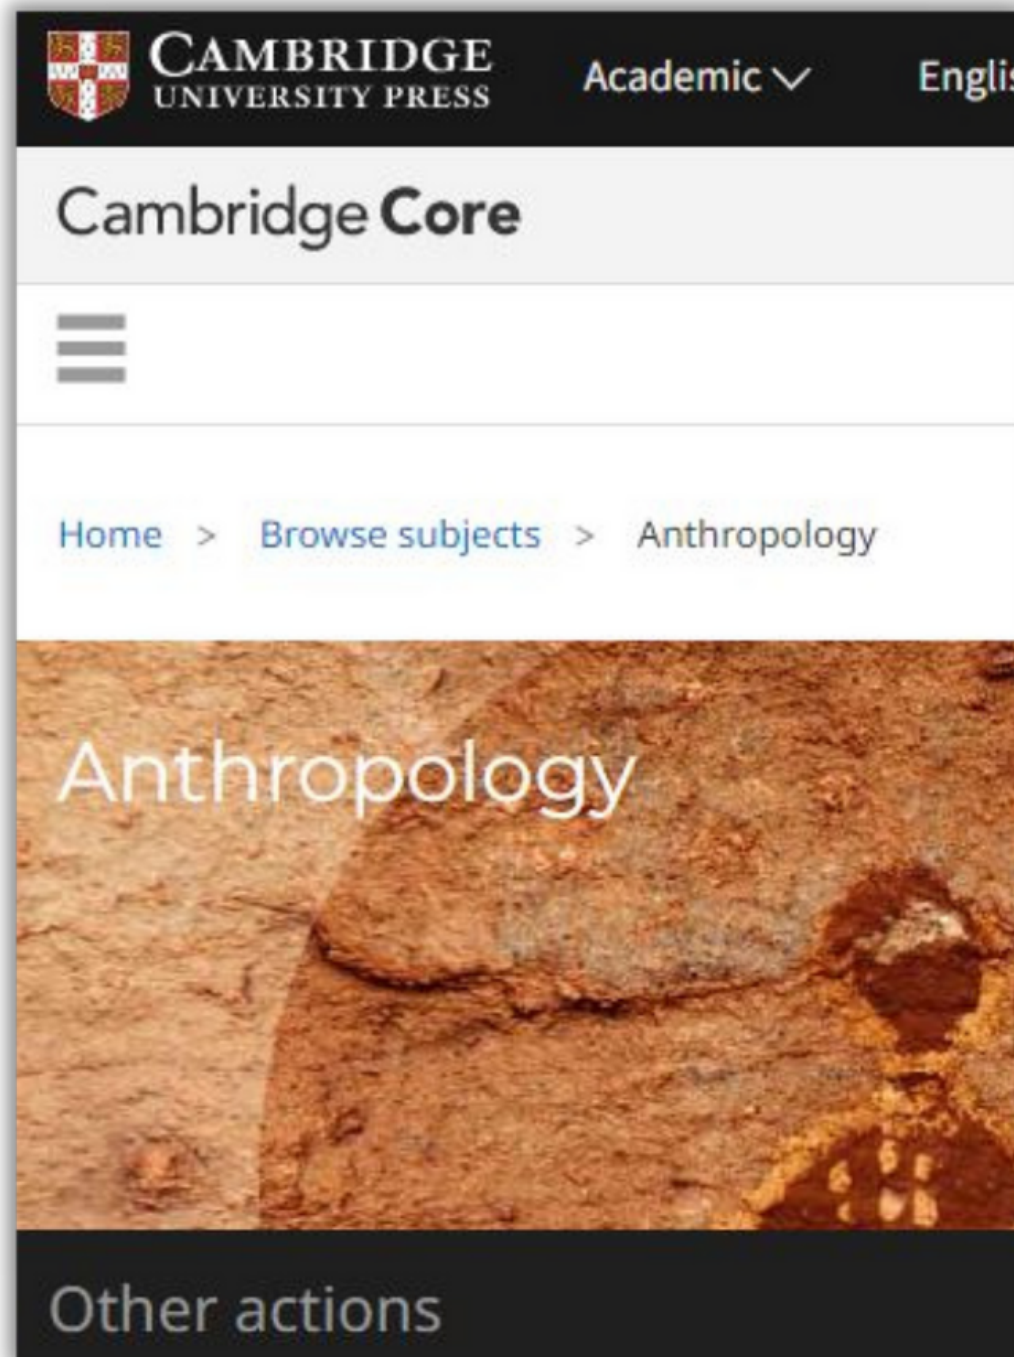 CAMBRIDGE
UNIVERSITY PRESS
Academic
Cambridge Core
Home > Browse subjects > Anthropology
Anthropology
Other actions